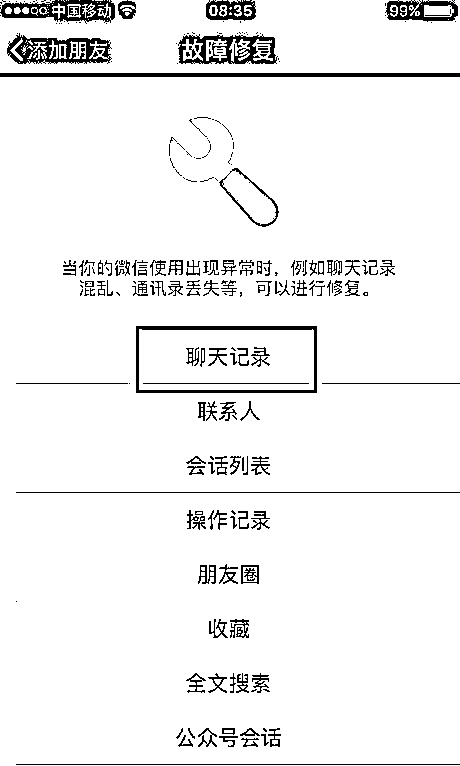 中国移动 08:35 99%
添加朋友 故障修复
当你的微信使用出现异常时，例如聊天记录
混乱、通讯录丢失等，可以进行修复。
聊天记录
联系人
会话列表
操作记录
朋友圈
收藏
全文搜索
公众号会话